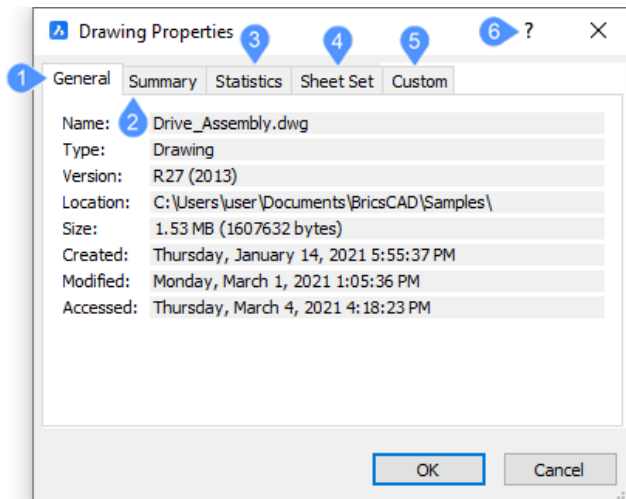 Drawing Properties
3 4 5 6 ? ×
1 General Summary Statistics Sheet Set Custom
2
Name: Drive_Assembly.dwg
Type: Drawing
Version: R27 (2013)
Location: C:\Users\user\Documents\BricsCAD\Samples\
Size: 1.53 MB (1607632 bytes)
Created: Thursday, January 14, 2021 5:55:37 PM
Modified: Monday, March 1, 2021 1:05:36 PM
Accessed: Thursday, March 4, 2021 4:18:23 PM
OK Cancel